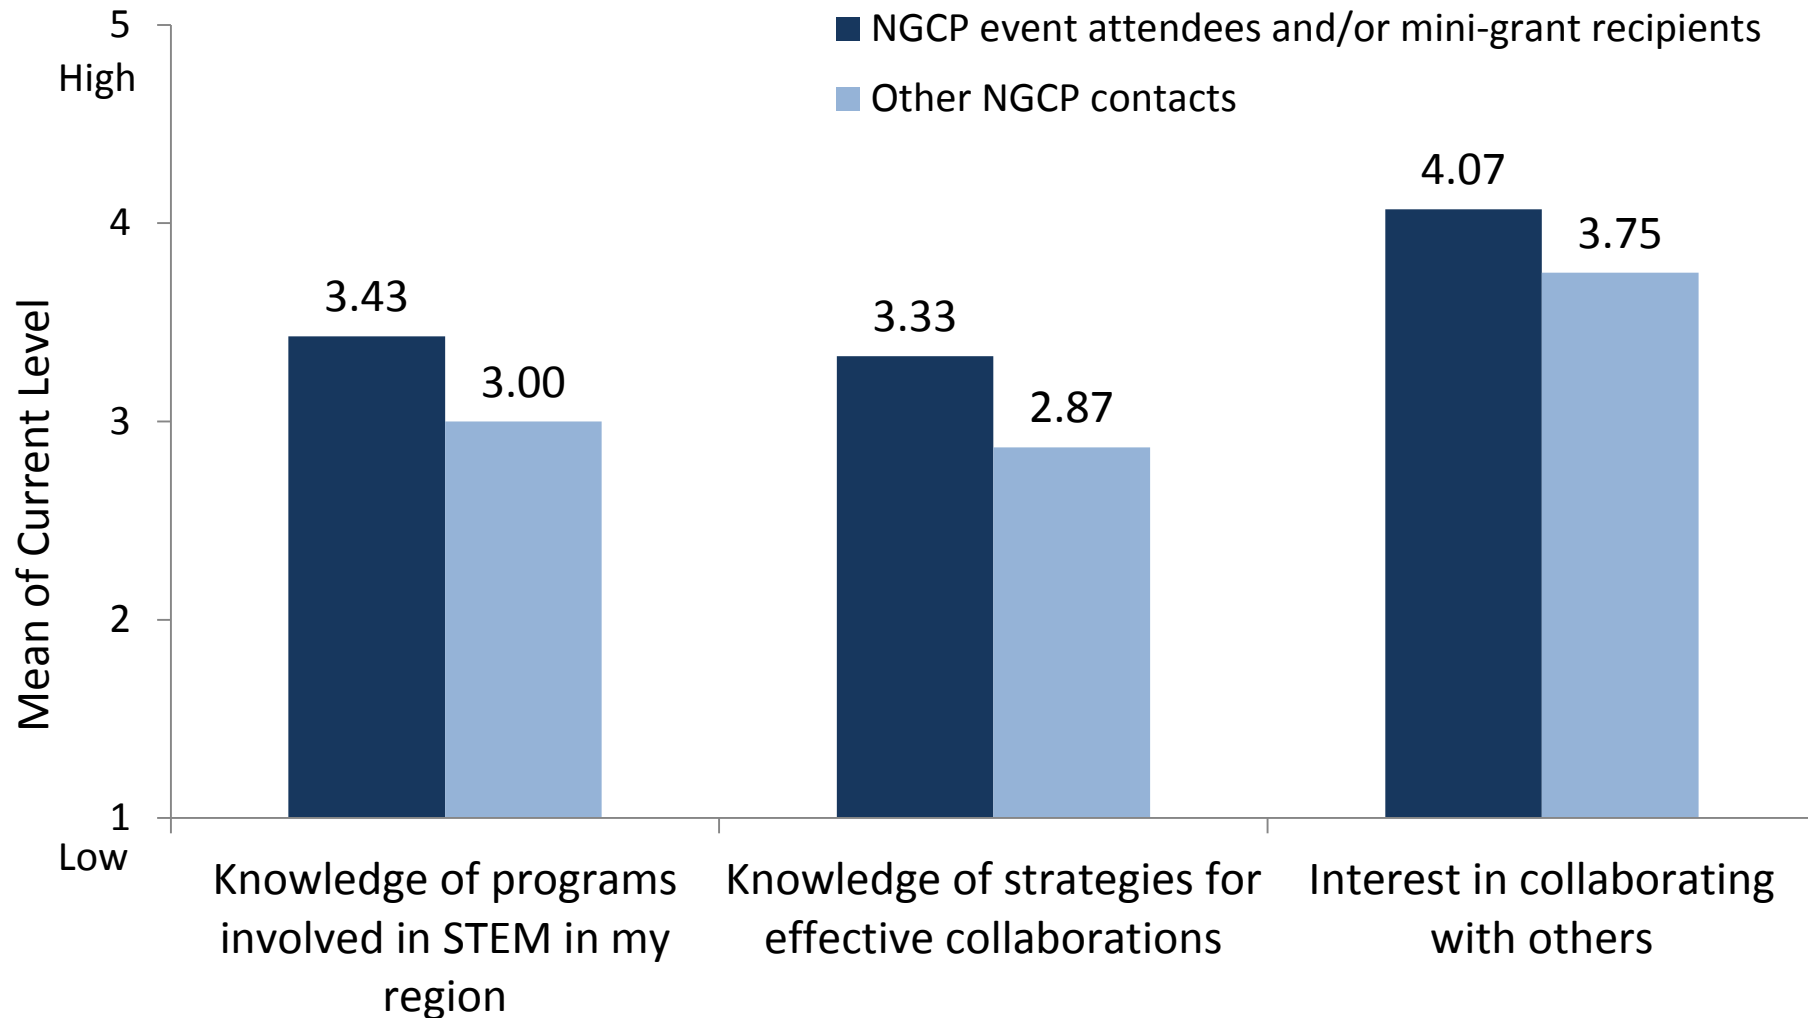 5
High
NGCP event attendees and/or mini-grant recipients
Other NGCP contacts
4.07
4
3.75
3.43
3.33
3.00
2.87
3
2
1
Low
Mean of Current Level
Knowledge of programs
involved in STEM in my
region
Knowledge of strategies for
effective collaborations
Interest in collaborating
with others